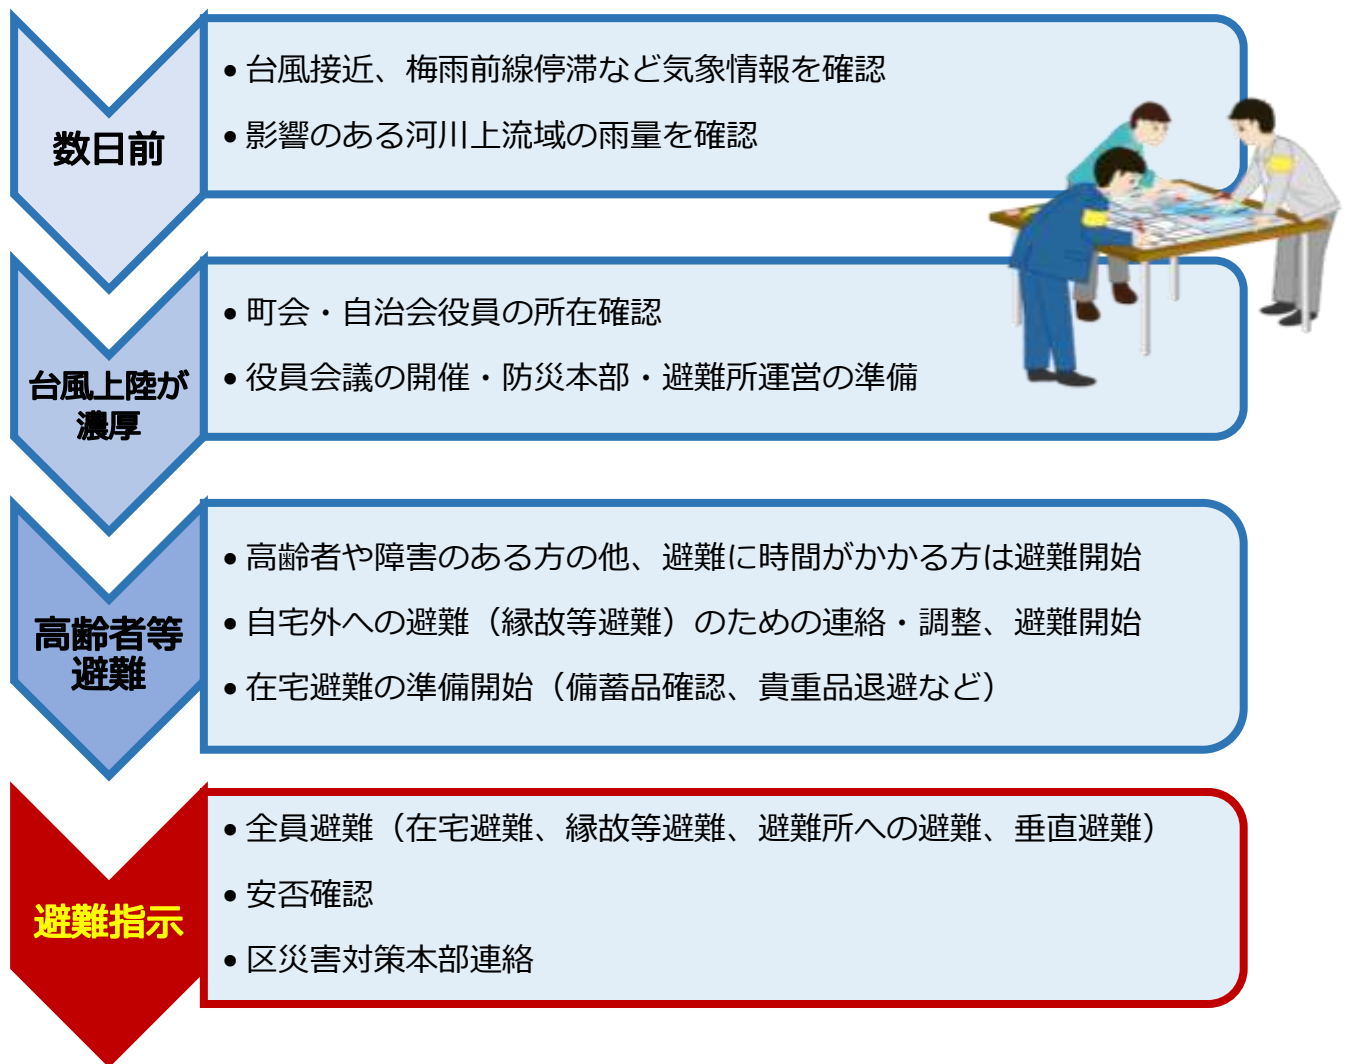 数日前
• 台風接近、梅雨前線停滞など気象情報を確認
• 影響のある河川上流域の雨量を確認
台風上陸が
濃厚
• 町会・自治会役員の所在確認
• 役員会議の開催・防災本部・避難所運営の準備
高齢者等
避難
• 高齢者や障害のある方の他、避難に時間がかかる方は避難開始
• 自宅外への避難（縁故等避難）のための連絡・調整、避難開始
• 在宅避難の準備開始（備蓄品確認、貴重品退避など）
避難指示
• 全員避難（在宅避難、縁故等避難、避難所への避難、垂直避難）
• 安否確認
• 区災害対策本部連絡